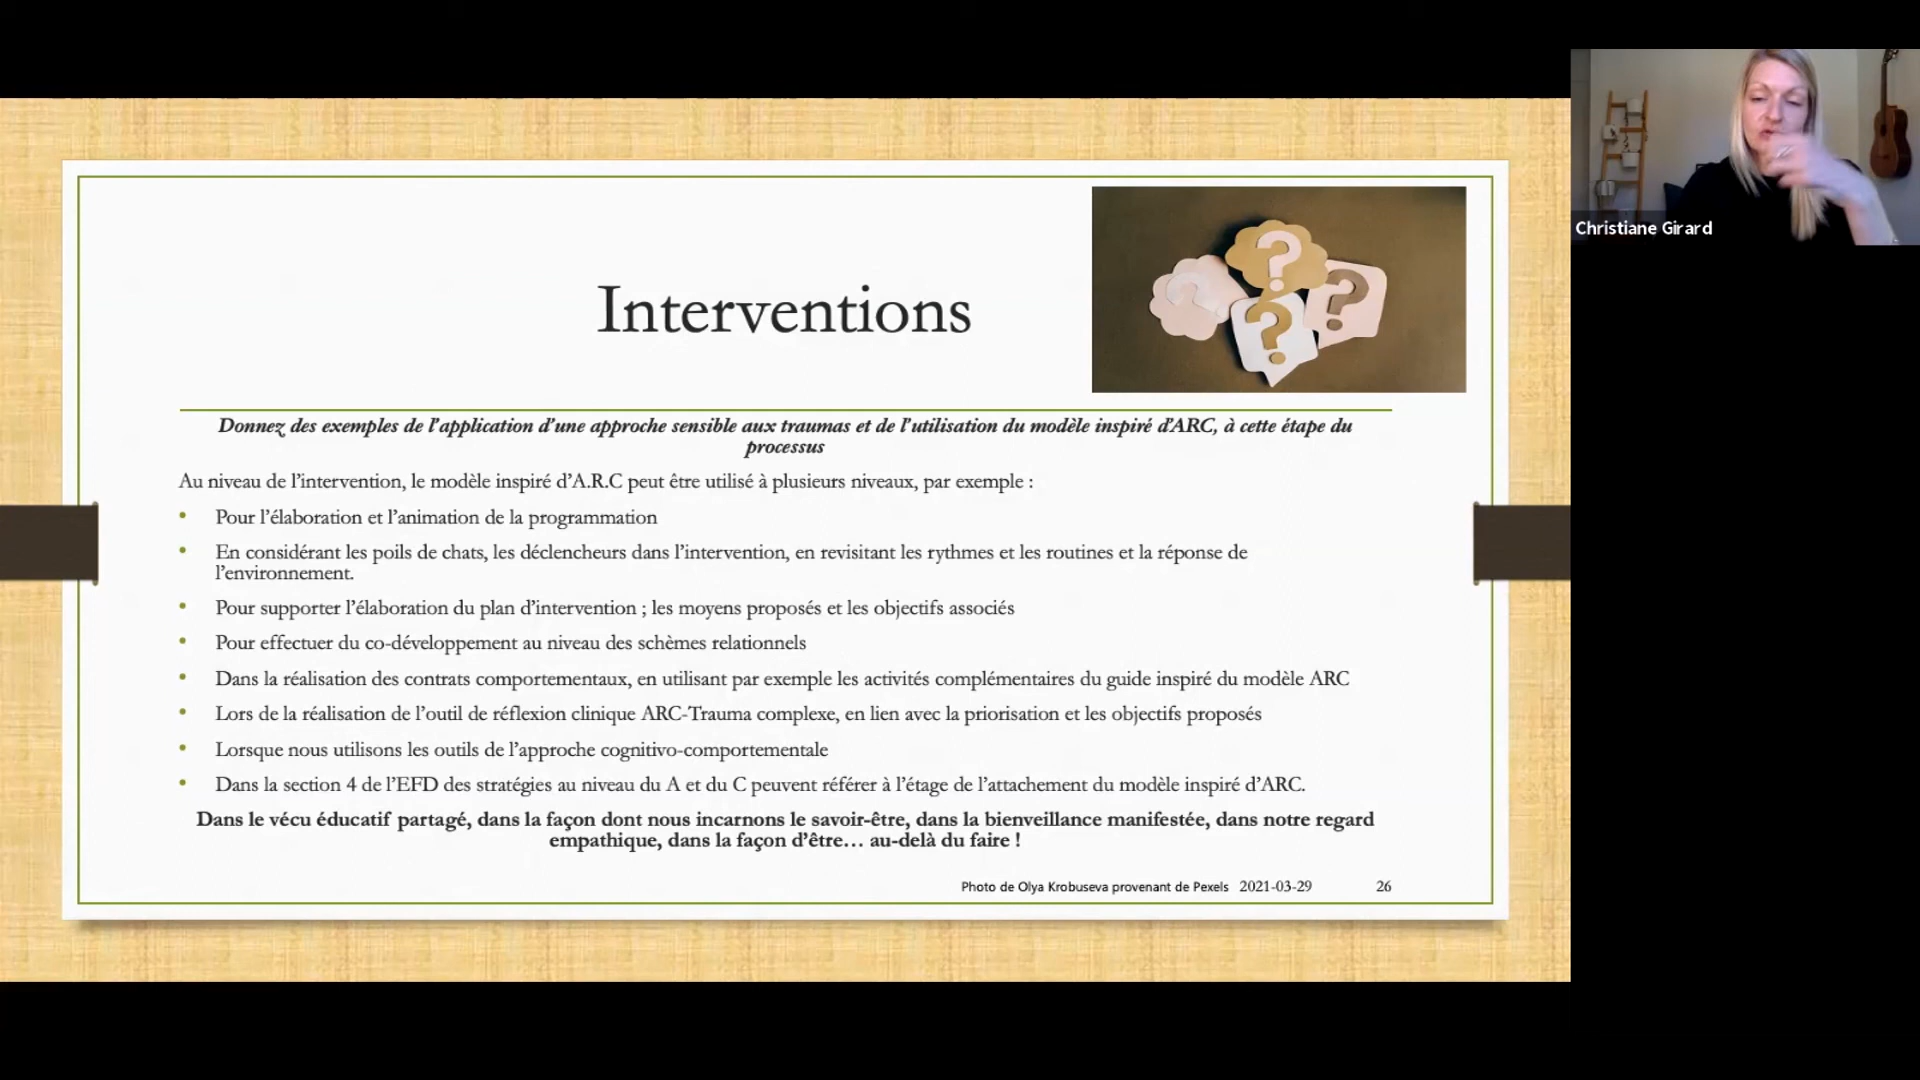 Christiane Girard
Interventions
Donnez des exemples de l'application d'une approche sensible aux traumas et de l'utilisation du modèle inspiré d'ARC, à cette étape du
processus
Au niveau de l'intervention, le modèle inspiré d'A.R.C peut être utilisé à plusieurs niveaux, par exemple :
• Pour l'élaboration et l'animation de la programmation
• En considérant les poils de chats, les déclencheurs dans l'intervention, en revisitant les rythmes et les routines et la réponse de
l'environnement.
• Pour supporter l'élaboration du plan d'intervention ; les moyens proposés et les objectifs associés
• Pour effectuer du co-développement au niveau des schèmes relationnels
• Dans la réalisation des contrats comportementaux, en utilisant par exemple les activités complémentaires du guide inspiré du modèle ARC
• Lors de la réalisation de l'outil de réflexion clinique ARC-Trauma complexe, en lien avec la priorisation et les objectifs proposés
• Lorsque nous utilisons les outils de l'approche cognitivo-comportementale
• Dans la section 4 de l'EFD des stratégies au niveau du A et du C peuvent référer à l'étage de l'attachement du modèle inspiré d'ARC.
Dans le vécu éducatif partagé, dans la façon dont nous incarnons le savoir-être, dans la bienveillance manifestée, dans notre regard
empathique, dans la façon d'être… au-delà du faire !
Photo de Olya Krobuseva provenant de Pexels 2021-03-29 26